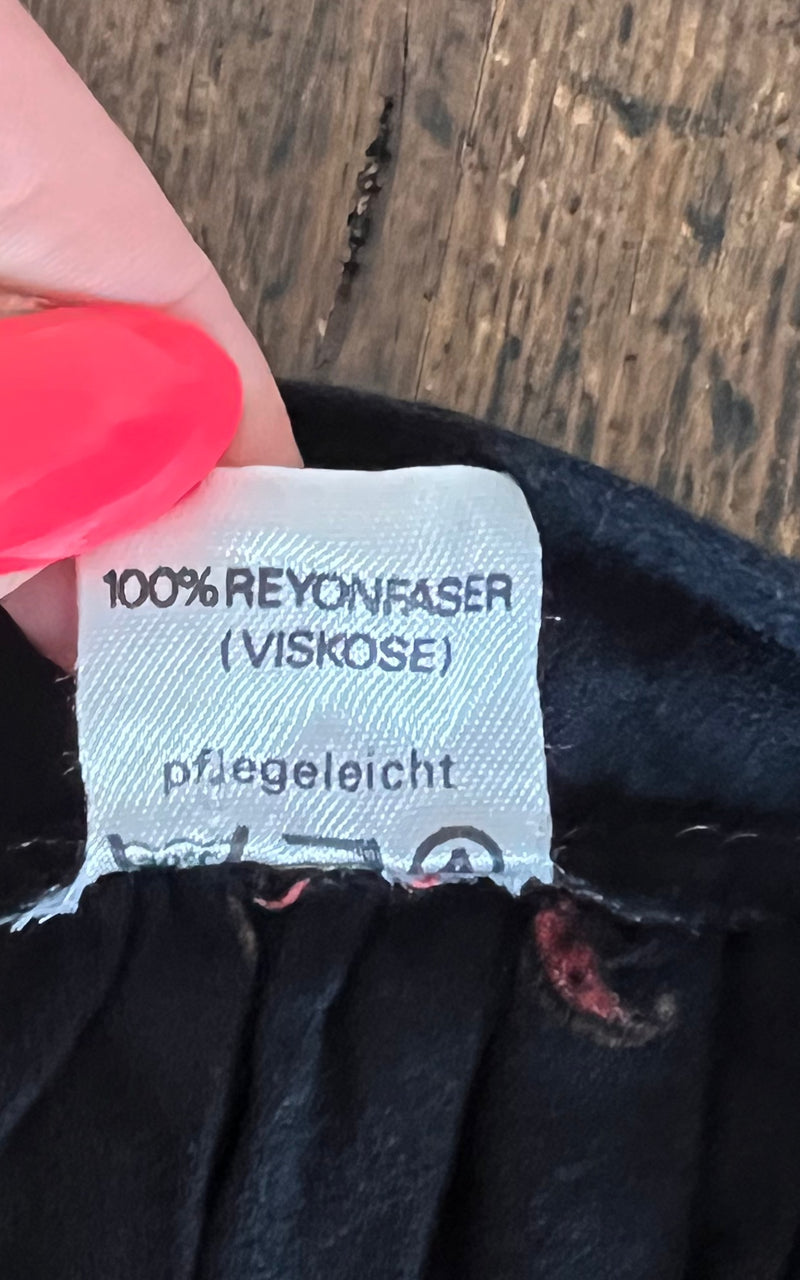 100% REYONFASER
(VISKOSE)
pflegeleicht